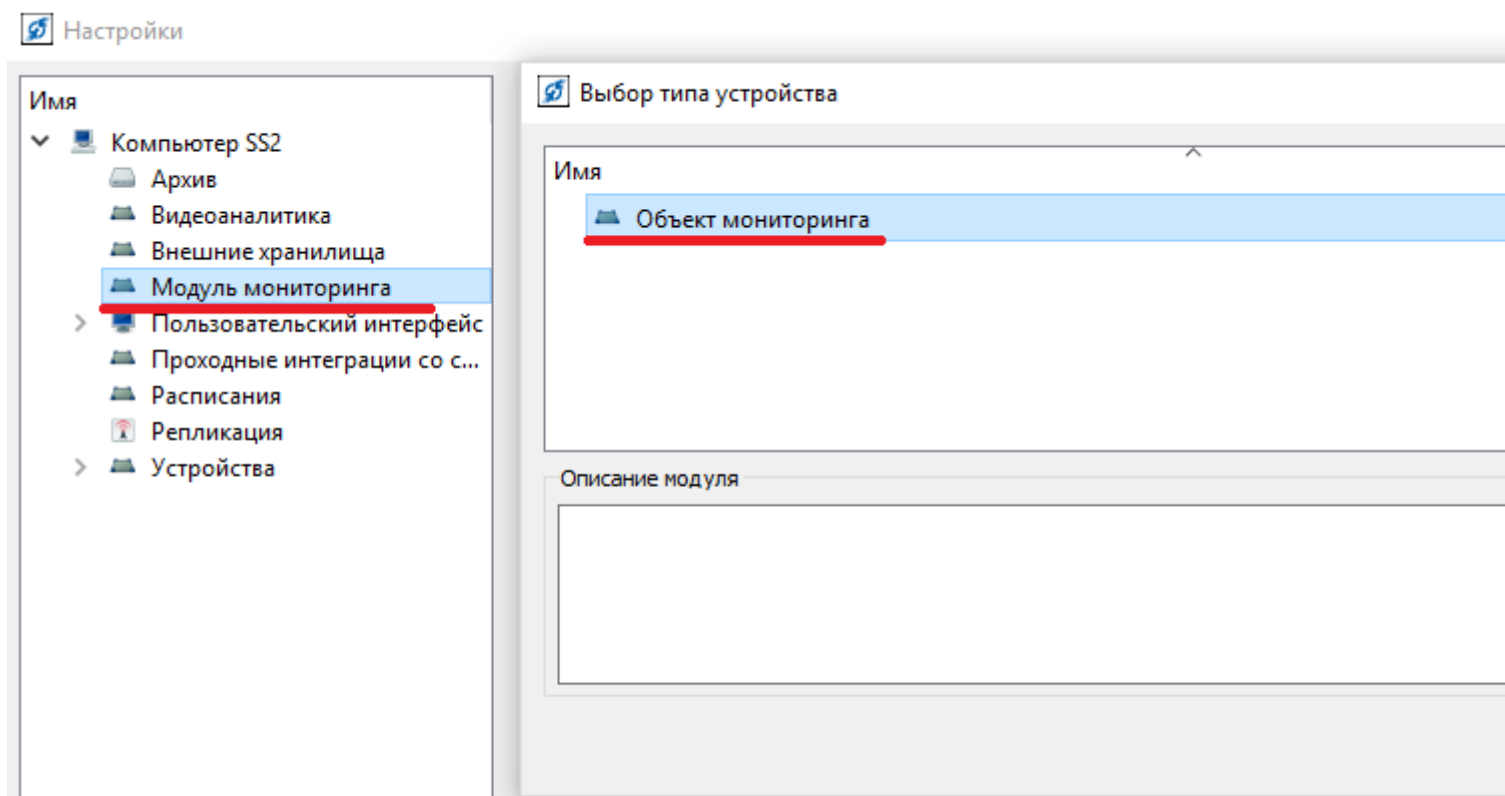 Настройки
Имя
Компьютер SS2
Архив
Видеоаналитика
Внешние хранилища
Модуль мониторинга
Пользовательский интерфейс
Проходные интеграции со с...
Расписания
Репликация
Устройства
Выбор типа устройства
Имя
Объект мониторинга
Описание модуля